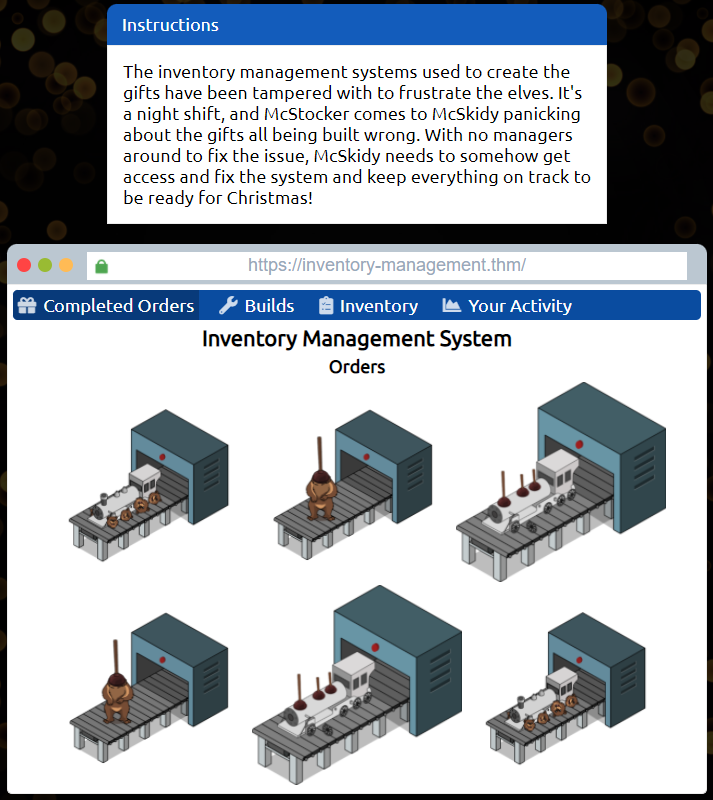 Instructions
The inventory management systems used to create the
gifts have been tampered with to frustrate the elves. It's
a night shift, and McStocker comes to McSkidy panicking
about the gifts all being built wrong. With no managers
around to fix the issue, McSkidy needs to somehow get
access and fix the system and keep everything on track to
be ready for Christmas!
https://inventory-management.thm/
Completed Orders Builds Inventory Your Activity
Inventory Management System
Orders